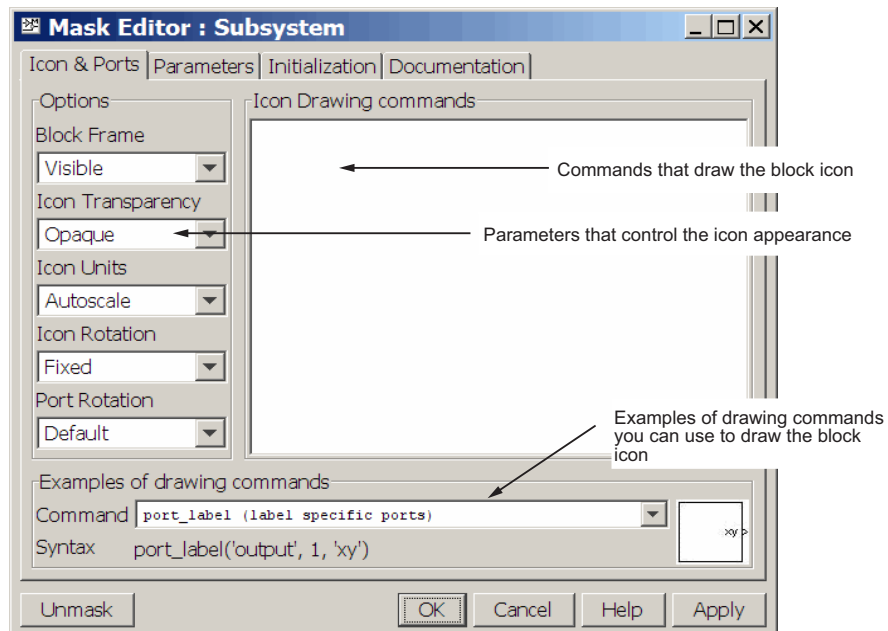 Mask Editor : Subsystem
Icon & Ports Parameters Initialization Documentation
Options
Icon Drawing commands
Block Frame
Visible
Commands that draw the block icon
Icon Transparency
Opaque
Parameters that control the icon appearance
Icon Units
Autoscale
Icon Rotation
Fixed
Port Rotation
Default
Examples of drawing commands
you can use to draw the block
icon
Examples of drawing commands
Command port_label (label specific ports)
xy >
Syntax port_label('output', 1, 'xy')
Unmask OK Cancel Help Apply